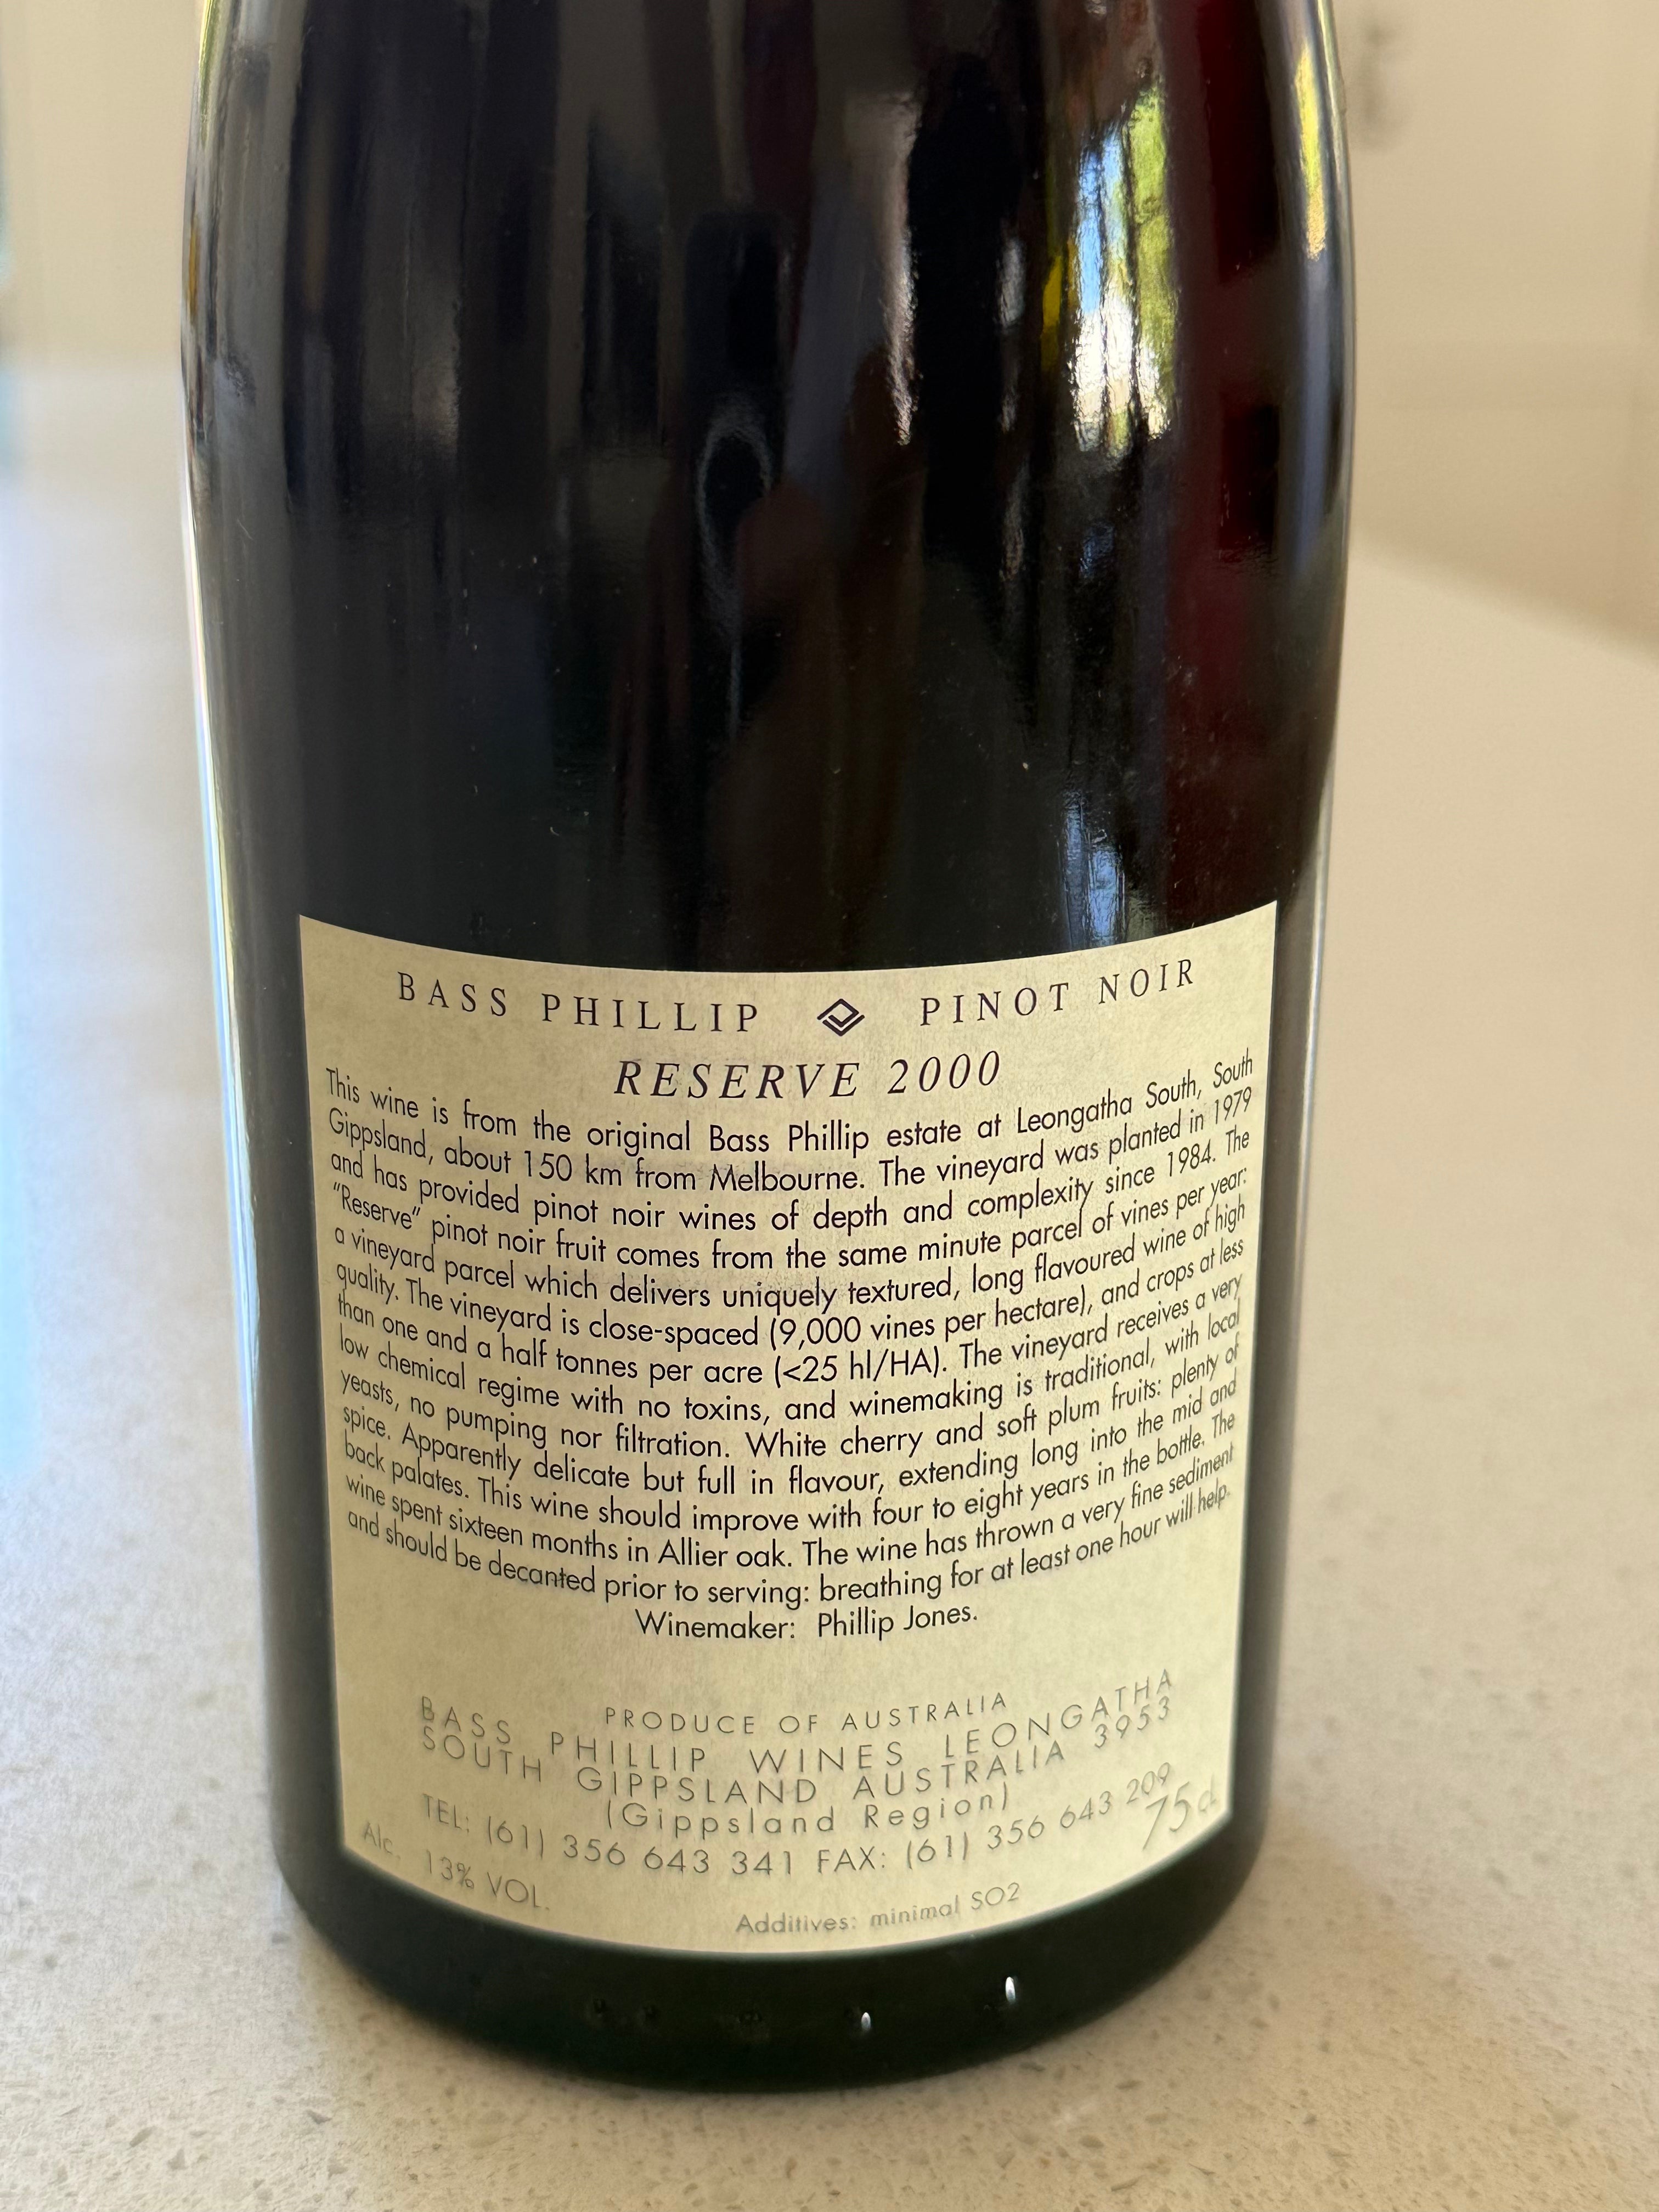 BASS PHILLIP PINOT NOIR
RESERVE 2000
This wine is from the original Bass Phillip estate at Leongatha South, South
Gippsland, about 150 km from Melbourne. The vineyard was planted in 1979
and has provided pinot noir wines of depth and complexity since 1984. The
"Reserve" pinot noir fruit comes from the same minute parcel of vines per year:
a vineyard parcel which delivers uniquely textured, long flavoured wine of high
quality. The vineyard is close-spaced (9,000 vines per hectare), and crops at less
than one and a half tonnes per acre (<25 hl/HA). The vineyard receives a very
low chemical regime with no toxins, and winemaking is traditional, with local
yeasts, no pumping nor filtration. White cherry and soft plum fruits: plenty of
spice. Apparently delicate but full in flavour, extending long into the mid and
back palates. This wine should improve with four to eight years in the bottle. The
wine spent sixteen months in Allier oak. The wine has thrown a very fine sediment
and should be decanted prior to serving: breathing for at least one hour will help.
Winemaker: Phillip Jones.
PRODUCE OF AUSTRALIA
BASS PHILLIP WINES LEONGATHA
SOUTH GIPPSLAND AUSTRALIA 3953
(Gippsland Region)
TEL: (61) 356 643 341 FAX: (61) 356 643 209
Alc. 13% VOL. 75 cl
Additives: minimal SO2